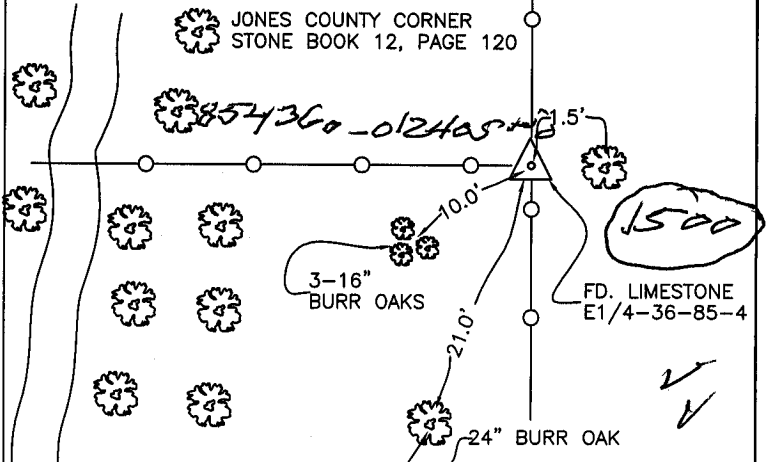 JONES COUNTY CORNER
STONE BOOK 12, PAGE 120
1.5'
10.0'
1500
3-16"
BURR OAKS
FD. LIMESTONE
E1/4-36-85-4
21.0'
24" BURR OAK